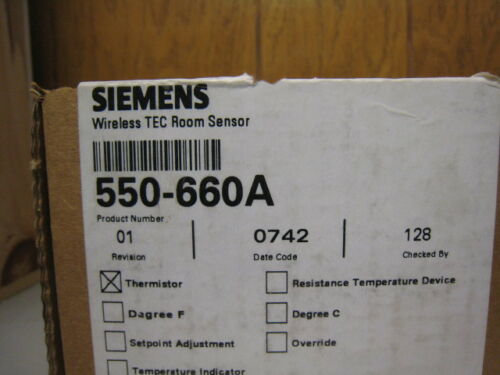 SIEMENS
Wireless TEC Room Sensor
550-660A
Product Number
01 0742 128
Revision Date Code Checked By
Thermistor Resistance Temperature Device
Dagree F Degree C
Setpoint Adjustment Override
Temperature Indicator